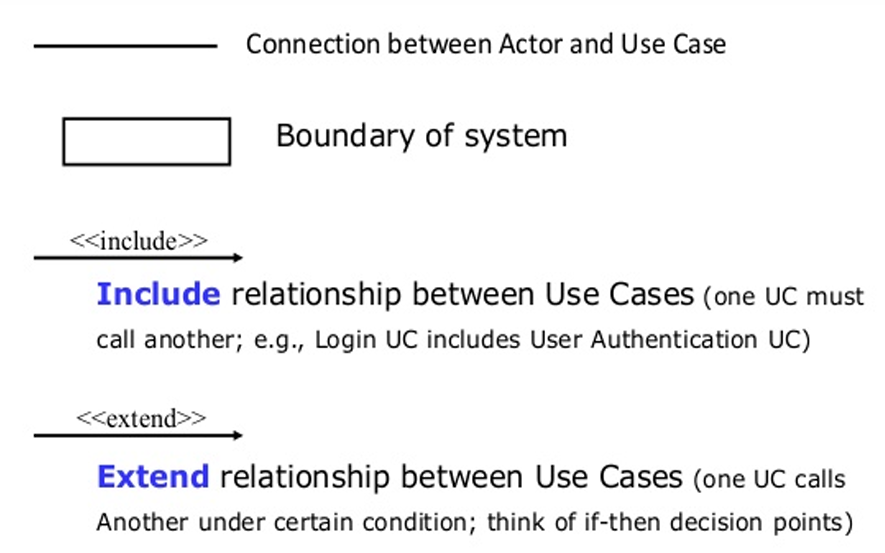 Connection between Actor and Use Case
Boundary of system
<<include>>
Include relationship between Use Cases (one UC must
call another; e.g., Login UC includes User Authentication UC)
<<extend>>
Extend relationship between Use Cases (one UC calls
Another under certain condition; think of if-then decision points)